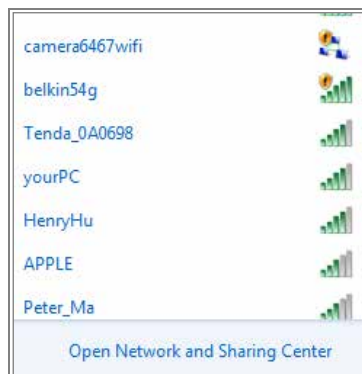 camera6467wifi
belkin54g
Tenda_0A0698
yourPC
HenryHu
APPLE
Peter_Ma
Open Network and Sharing Center